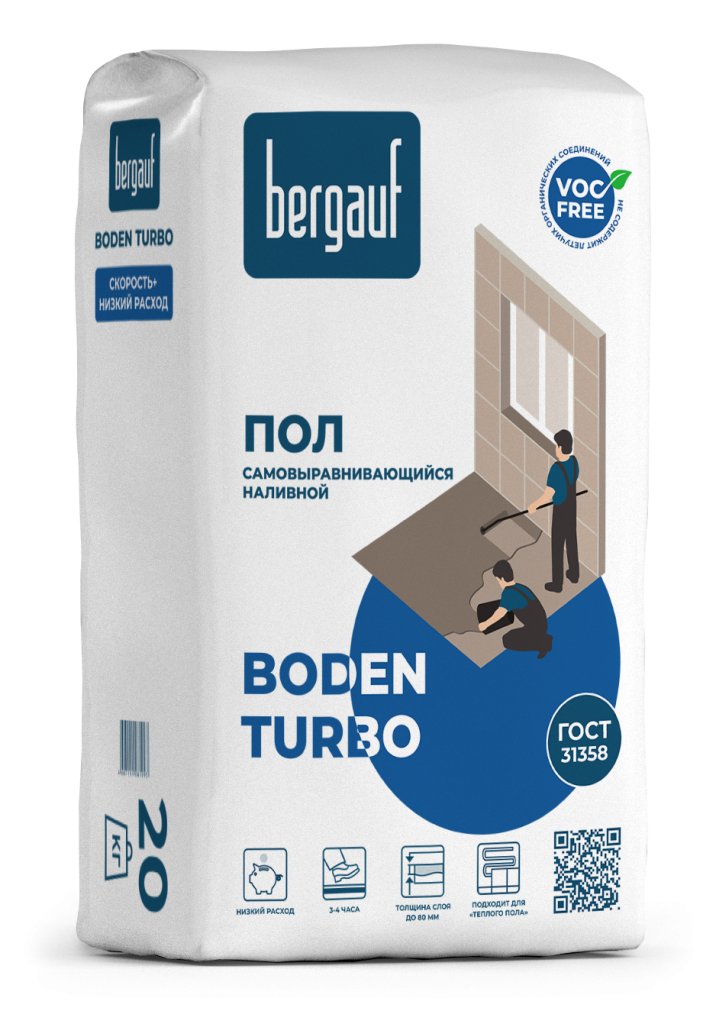 bergauf
BODEN TURBO
СКОРОСТЬ+
НИЗКИЙ РАСХОД
20
КГ
bergauf
НЕ СОДЕРЖИТ ЛЕТУЧИХ ОРГАНИЧЕСКИХ СОЕДИНЕНИЙ
VOC
FREE
ПОЛ
САМОВЫРАВНИВАЮЩИЙСЯ
НАЛИВНОЙ
BODEN
TURBO
ГОСТ
31358
НИЗКИЙ РАСХОД
3-4 ЧАСА
ТОЛЩИНА СЛОЯ
ДО 80 ММ
ПОДХОДИТ ДЛЯ
«ТЕПЛОГО ПОЛА»